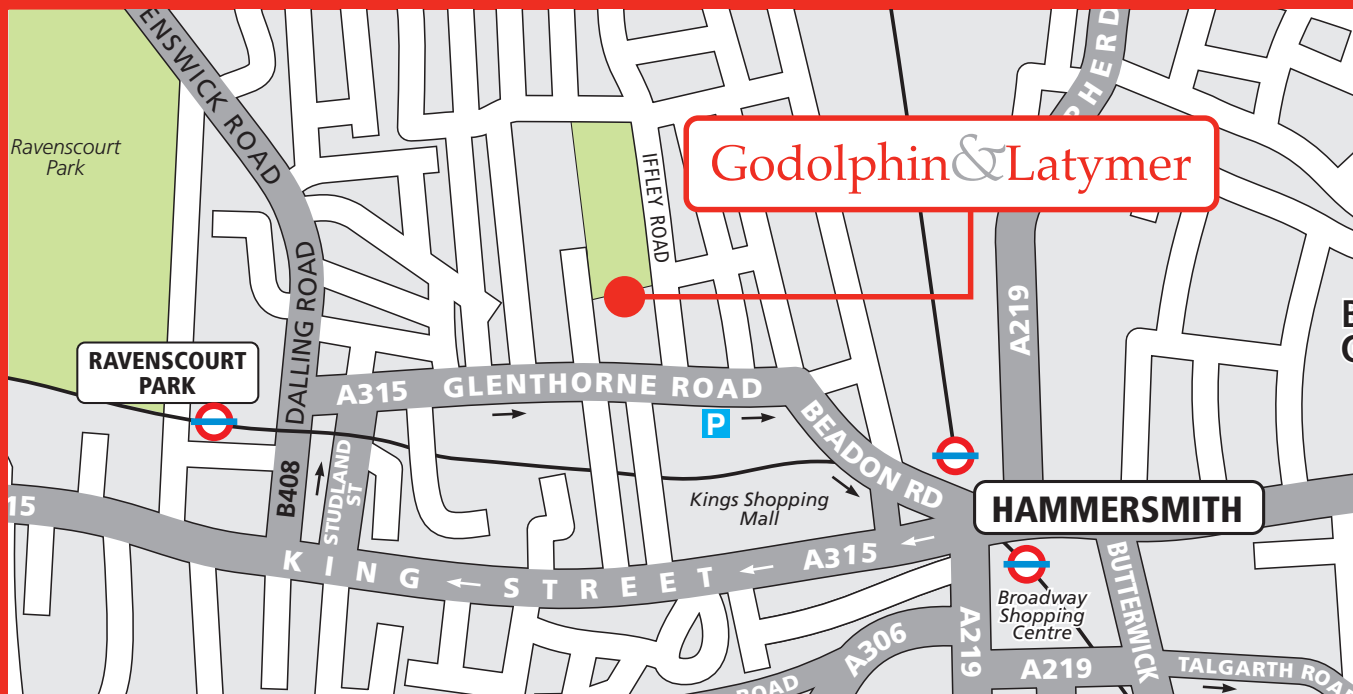 ENSWICK ROAD
PHERD
Ravenscourt
Park
IFFLEY ROAD
Godolphin&Latymer
DALLING ROAD
A219
RAVENSCOURT
PARK
A315 GLENTHORNE ROAD
P
BEADON RD
B408
STUDLAND
ST
15
Kings Shopping
Mall
HAMMERSMITH
KING STREET A315
BUTTERWICK
Broadway
Shopping
Centre
A306
A219
A219
TALGARTH ROA
ROAD